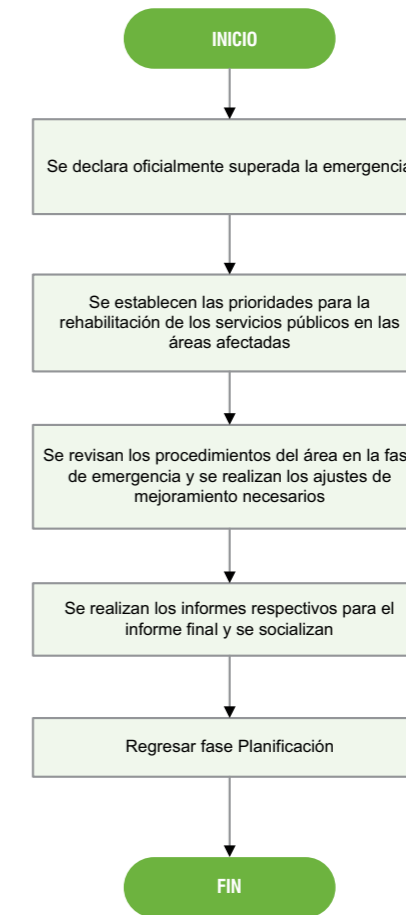 INICIO
Se declara oficialmente superada la emergencia
Se establecen las prioridades para la
rehabilitación de los servicios públicos en las
áreas afectadas
Se revisan los procedimientos del área en la fas
de emergencia y se realizan los ajustes de
mejoramiento necesarios
Se realizan los informes respectivos para el
informe final y se socializan
Regresar fase Planificación
FIN